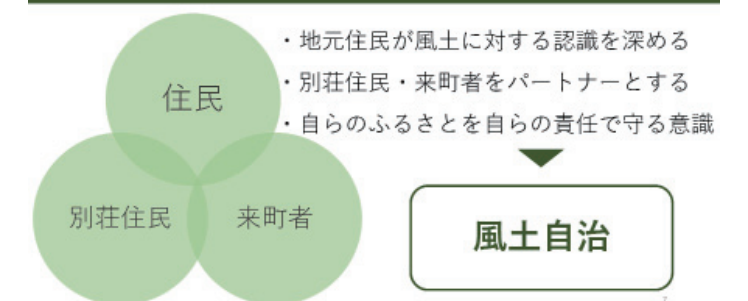 ・地元住民が風土に対する認識を深める
・別荘住民・来町者をパートナーとする
・自らのふるさとを自らの責任で守る意識
住民
別荘住民
来町者
風土自治